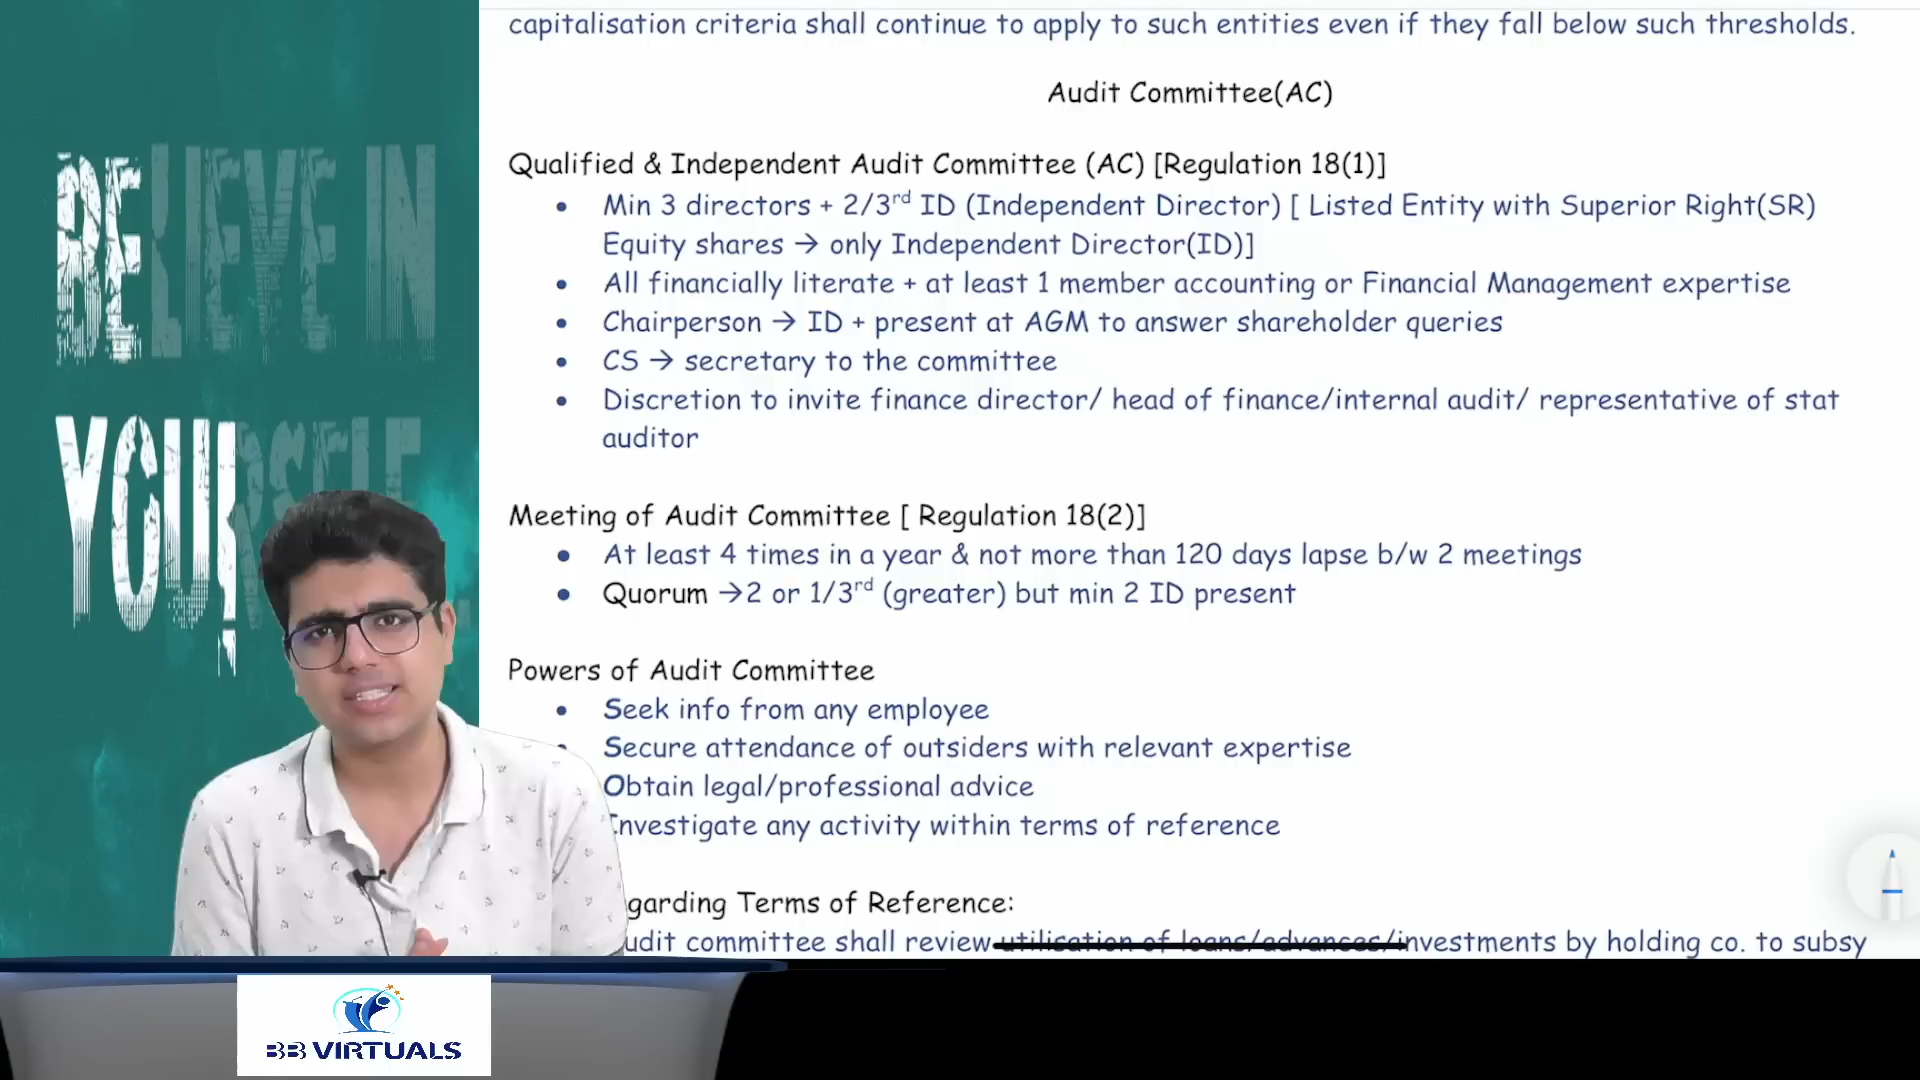 BELIEVE IN
YOURSELF
capitalisation criteria shall continue to apply to such entities even if they fall below such thresholds.
Audit Committee(AC)
Qualified & Independent Audit Committee (AC) [Regulation 18(1)]
• Min 3 directors + 2/3rd ID (Independent Director) [ Listed Entity with Superior Right(SR)
Equity shares → only Independent Director(ID)]
• All financially literate + at least 1 member accounting or Financial Management expertise
• Chairperson → ID + present at AGM to answer shareholder queries
• CS → secretary to the committee
• Discretion to invite finance director/ head of finance/internal audit/ representative of stat
auditor
Meeting of Audit Committee [ Regulation 18(2)]
• At least 4 times in a year & not more than 120 days lapse b/w 2 meetings
• Quorum →2 or 1/3rd (greater) but min 2 ID present
Powers of Audit Committee
• Seek info from any employee
• Secure attendance of outsiders with relevant expertise
Obtain legal/professional advice
Investigate any activity within terms of reference
garding Terms of Reference:
udit committee shall review utilisation of loans/advances/investments by holding co. to subsy
BB VIRTUALS